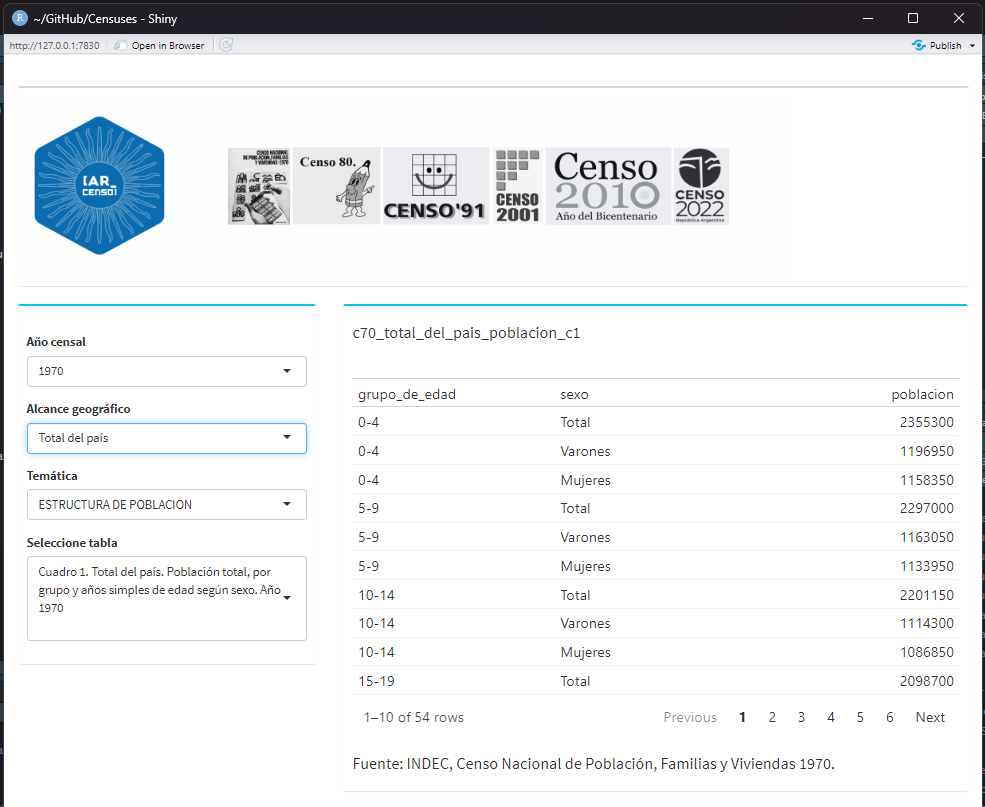 R ~/GitHub/Censuses - Shiny
http://127.0.0.1:7830 Open in Browser Publish
[AR_
censo]
CENSO NACIONAL
DE POBLACION, FAMILIAS
Y VIVIENDAS-1970
Censo 80.
CENSO'91
CENSO
2001
Censo
2010
Año del Bicentenario
CENSO
2022
República Argentina
Año censal
1970
Alcance geográfico
Total del país
Temática
ESTRUCTURA DE POBLACION
Seleccione tabla
Cuadro 1. Total del país. Población total, por
grupo y años simples de edad según sexo. Año
1970
c70_total_del_pais_poblacion_c1
grupo_de_edad sexo poblacion
0-4 Total 2355300
0-4 Varones 1196950
0-4 Mujeres 1158350
5-9 Total 2297000
5-9 Varones 1163050
5-9 Mujeres 1133950
10-14 Total 2201150
10-14 Varones 1114300
10-14 Mujeres 1086850
15-19 Total 2098700
1–10 of 54 rows Previous 1 2 3 4 5 6 Next
Fuente: INDEC, Censo Nacional de Población, Familias y Viviendas 1970.